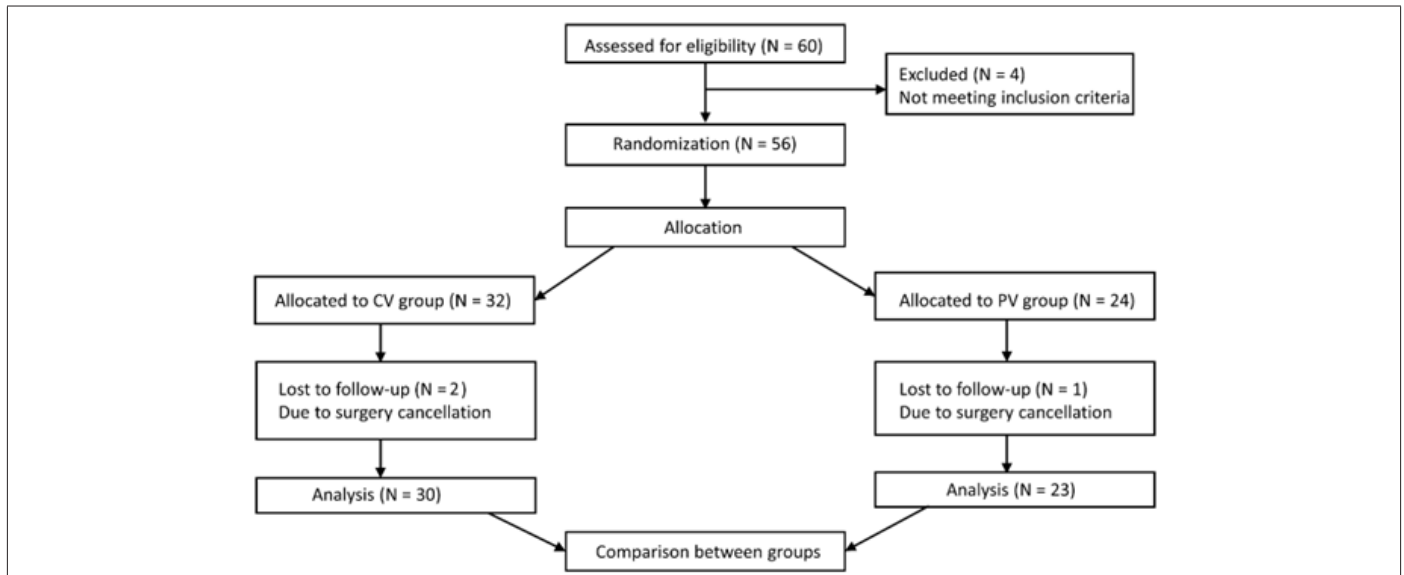 Assessed for eligibility (N = 60)
Excluded (N = 4)
Not meeting inclusion criteria
Randomization (N = 56)
Allocation
Allocated to CV group (N = 32)
Allocated to PV group (N = 24)
Lost to follow-up (N = 2)
Due to surgery cancellation
Lost to follow-up (N = 1)
Due to surgery cancellation
Analysis (N = 30)
Analysis (N = 23)
Comparison between groups